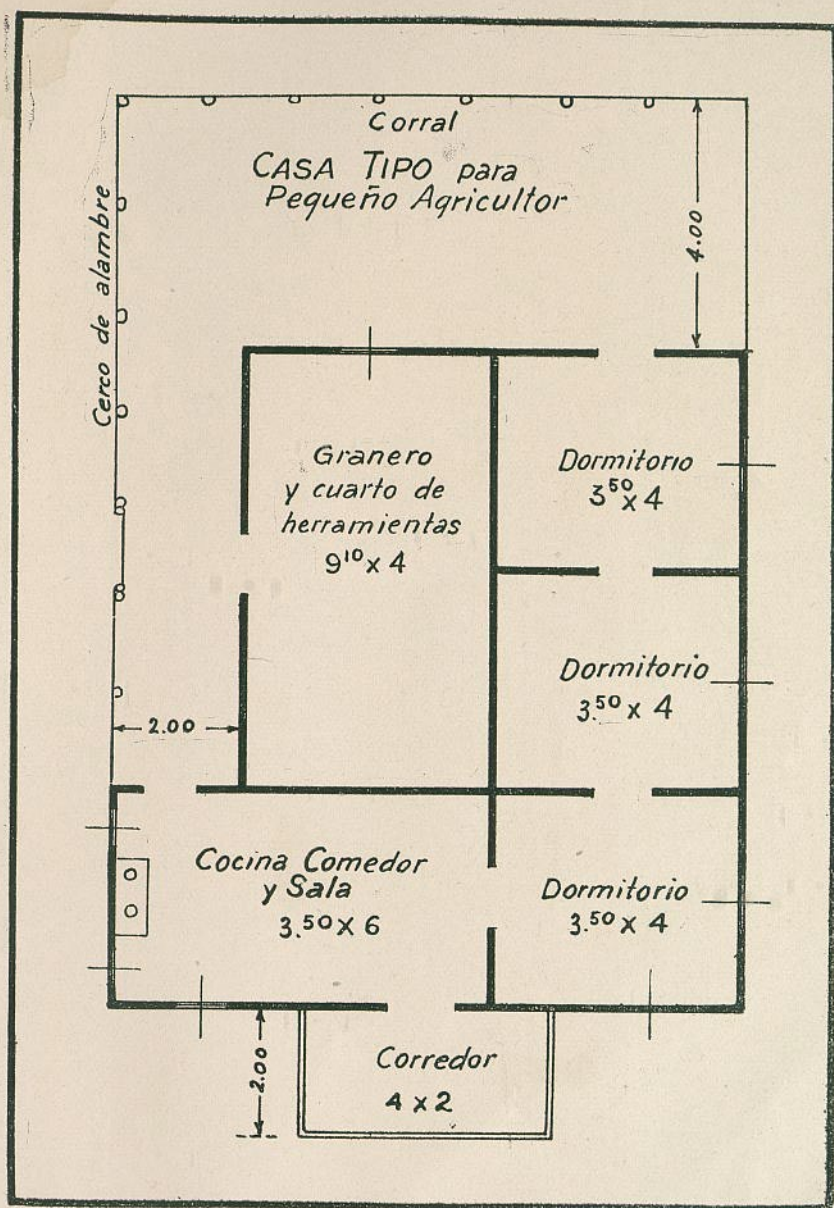 Corral
CASA TIPO para
Pequeño Agricultor
Cerco de alambre
4.00
Granero
y cuarto de
herramientas
9¹⁰ x 4
Dormitorio
3⁵⁰ x 4
Dormitorio
3.⁵⁰ x 4
2.00
Cocina Comedor
y Sala
3.⁵⁰ x 6
Dormitorio
3.⁵⁰ x 4
2.00
Corredor
4 x 2